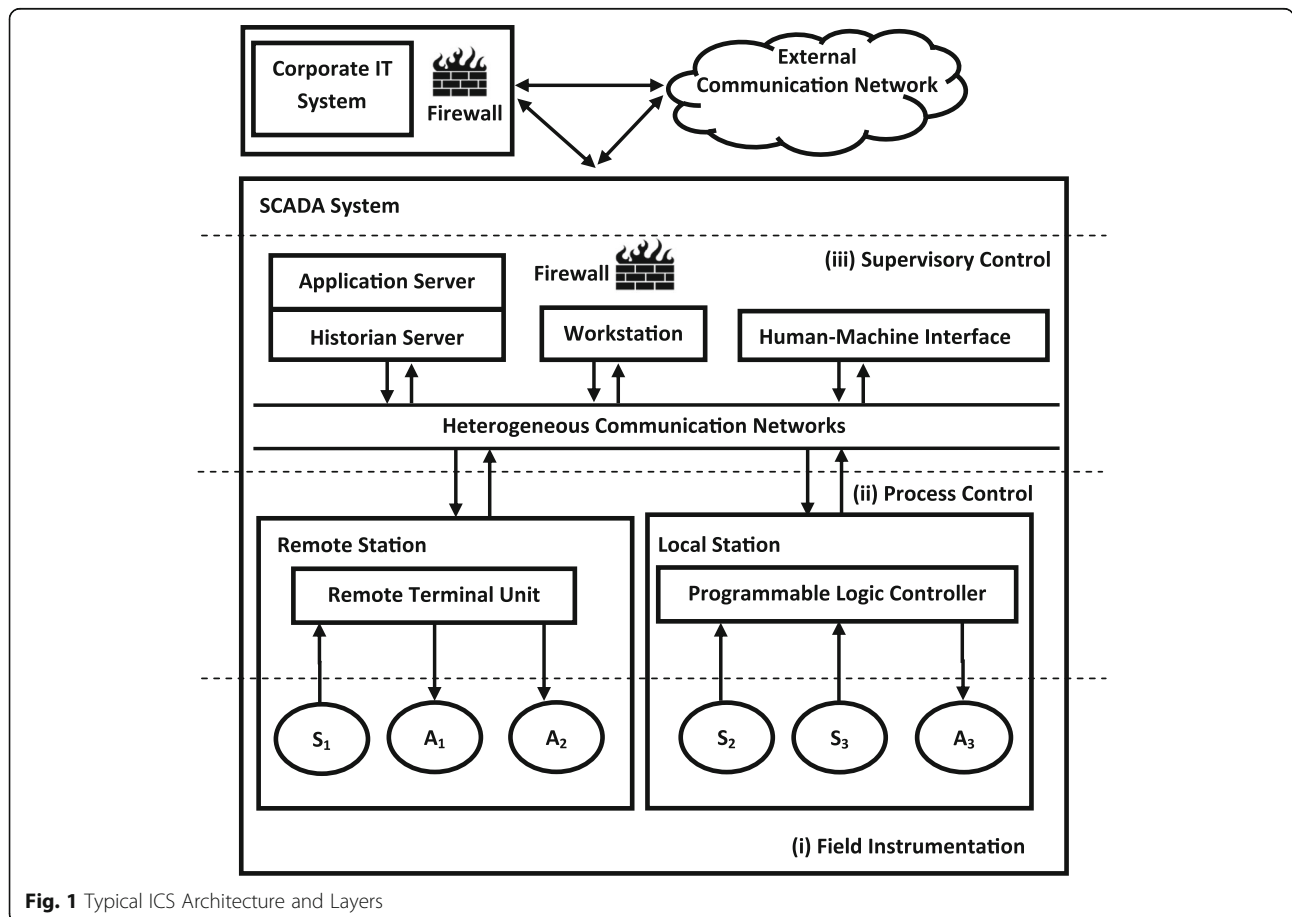 Corporate IT
System
Firewall
External
Communication Network
SCADA System
(iii) Supervisory Control
Firewall
Application Server
Historian Server
Workstation
Human-Machine Interface
Heterogeneous Communication Networks
(ii) Process Control
Remote Station
Remote Terminal Unit
Local Station
Programmable Logic Controller
S₁
A₁
A₂
S₂
S₃
A₃
(i) Field Instrumentation
Fig. 1 Typical ICS Architecture and Layers